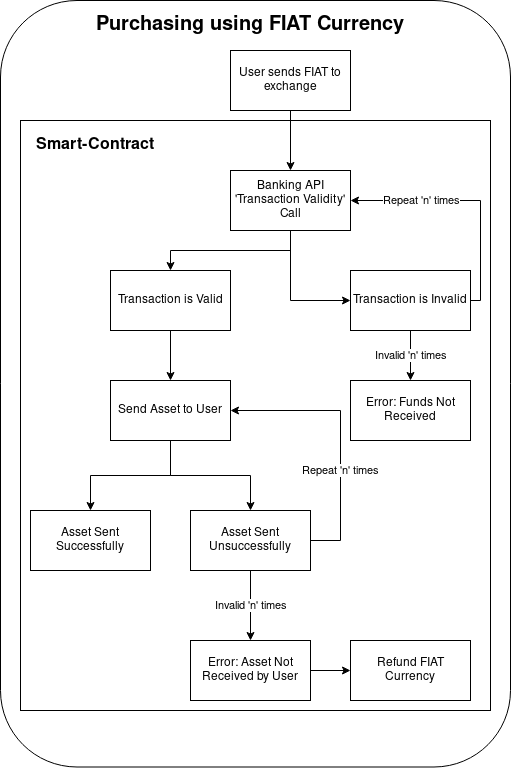 Purchasing using FIAT Currency
User sends FIAT to
exchange
Smart-Contract
Banking API
'Transaction Validity'
Call
Repeat 'n' times
Transaction is Valid
Transaction is Invalid
Invalid 'n' times
Send Asset to User
Error: Funds Not
Received
Repeat 'n' times
Asset Sent
Successfully
Asset Sent
Unsuccessfully
Invalid 'n' times
Error: Asset Not
Received by User
Refund FIAT
Currency